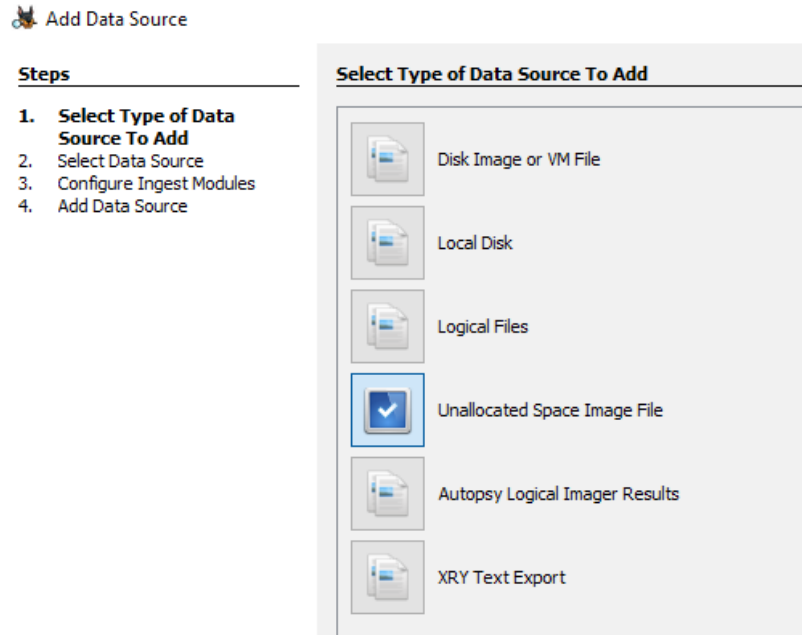 Add Data Source
Steps
1. Select Type of Data
Source To Add
2. Select Data Source
3. Configure Ingest Modules
4. Add Data Source
Select Type of Data Source To Add
Disk Image or VM File
Local Disk
Logical Files
Unallocated Space Image File
Autopsy Logical Imager Results
XRY Text Export